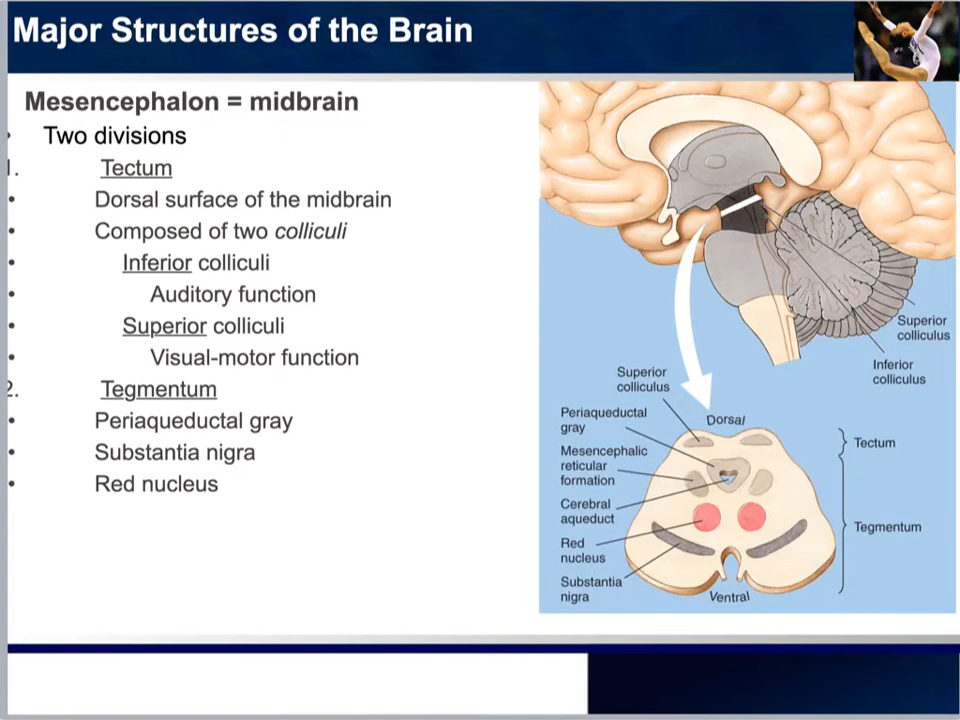 Major Structures of the Brain
Mesencephalon = midbrain
Two divisions
1. Tectum
• Dorsal surface of the midbrain
• Composed of two colliculi
• Inferior colliculi
• Auditory function
• Superior colliculi
• Visual-motor function
2. Tegmentum
• Periaqueductal gray
• Substantia nigra
• Red nucleus
Superior
colliculus
Inferior
colliculus
Superior
colliculus
Periaqueductal
gray
Mesencephalic
reticular
formation
Cerebral
aqueduct
Red
nucleus
Substantia
nigra
Dorsal
Ventral
Tectum
Tegmentum